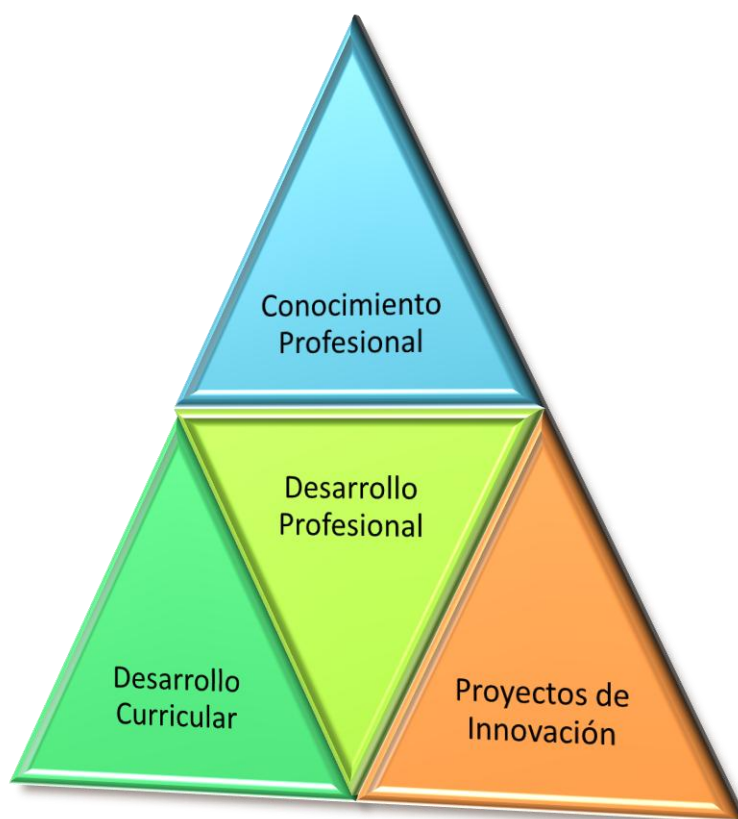 Conocimiento
Profesional
Desarrollo
Profesional
Desarrollo
Curricular
Proyectos de
Innovación